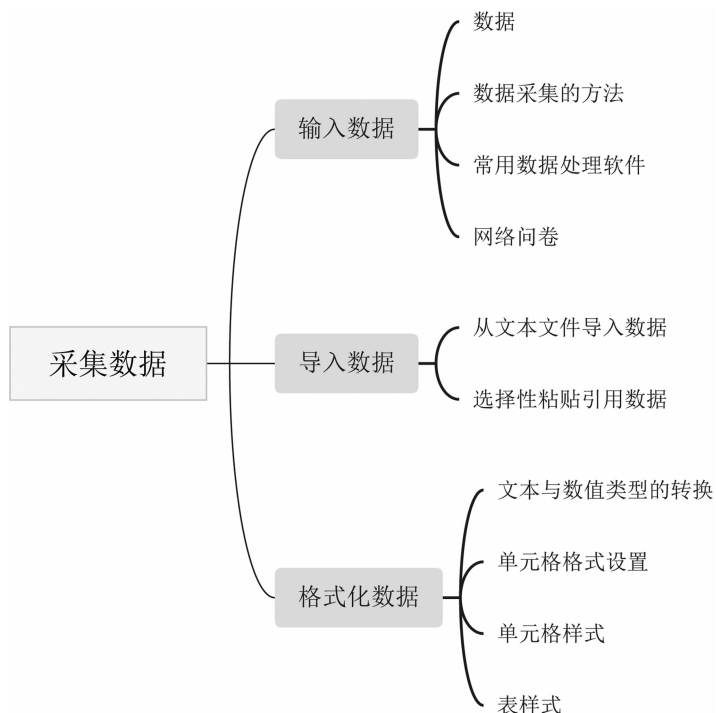 采集数据
输入数据
数据
数据采集的方法
常用数据处理软件
网络问卷
导入数据
从文本文件导入数据
选择性粘贴引用数据
格式化数据
文本与数值类型的转换
单元格格式设置
单元格样式
表样式